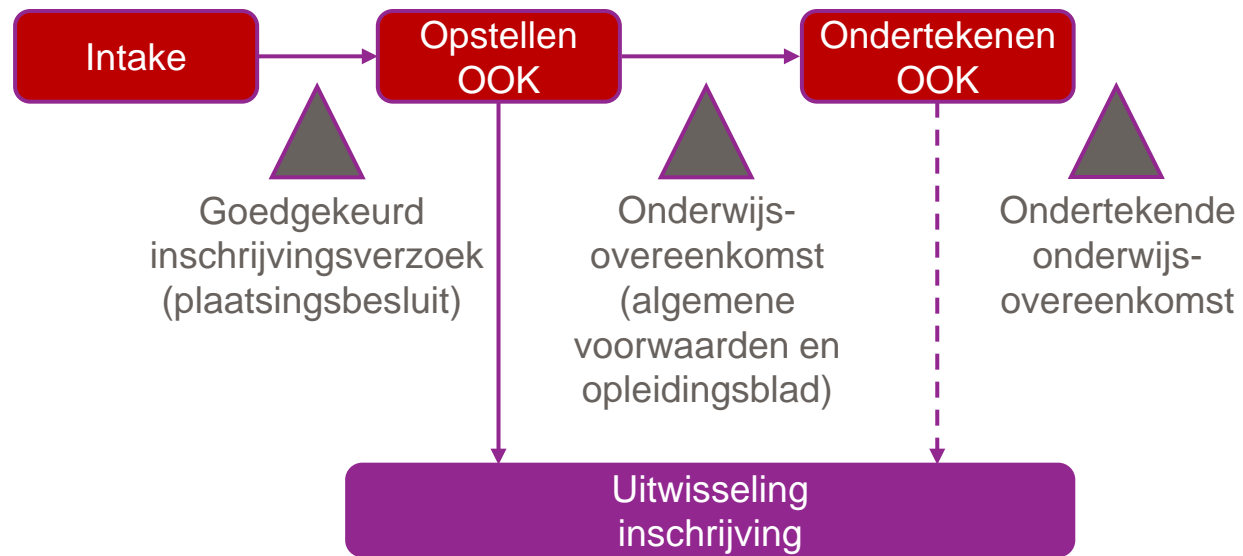 Intake
Opstellen
OOK
Ondertekenen
OOK
Goedgekeurd
inschrijvingsverzoek
(plaatsingsbesluit)
Onderwijs-
overeenkomst
(algemene
voorwaarden en
opleidingsblad)
Ondertekende
onderwijs-
overeenkomst
Uitwisseling
inschrijving